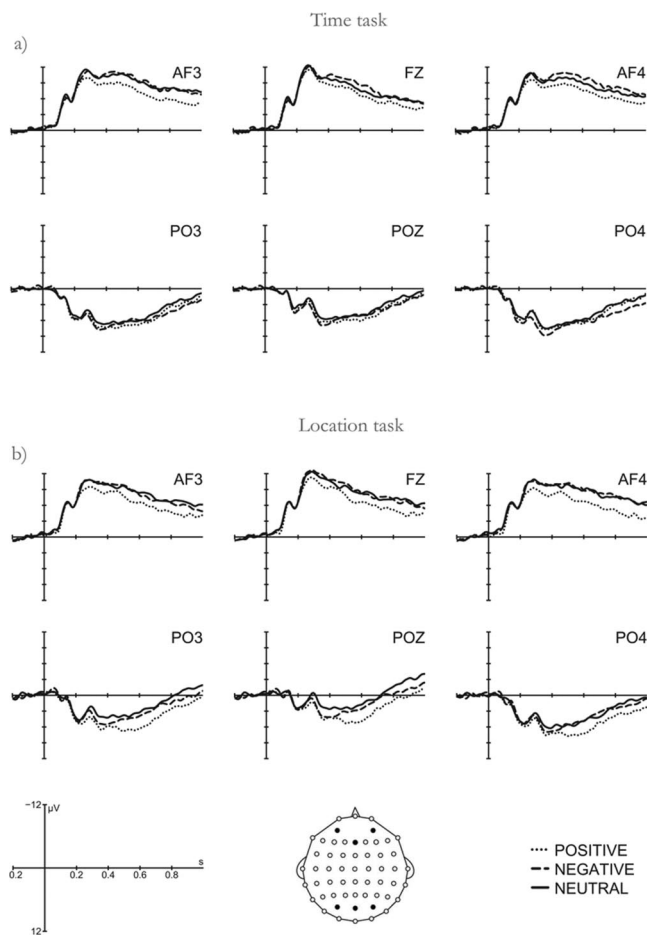 Time task
a)
AF3 FZ AF4
PO3 POZ PO4
Location task
b)
AF3 FZ AF4
PO3 POZ PO4
−12
µV
s
0.2 0.2 0.4 0.6 0.8
12
POSITIVE
NEGATIVE
NEUTRAL